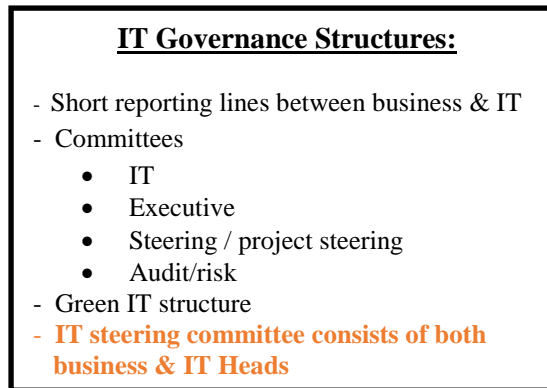 IT Governance Structures:
- Short reporting lines between business & IT
- Committees
• IT
• Executive
• Steering / project steering
• Audit/risk
- Green IT structure
- IT steering committee consists of both
business & IT Heads